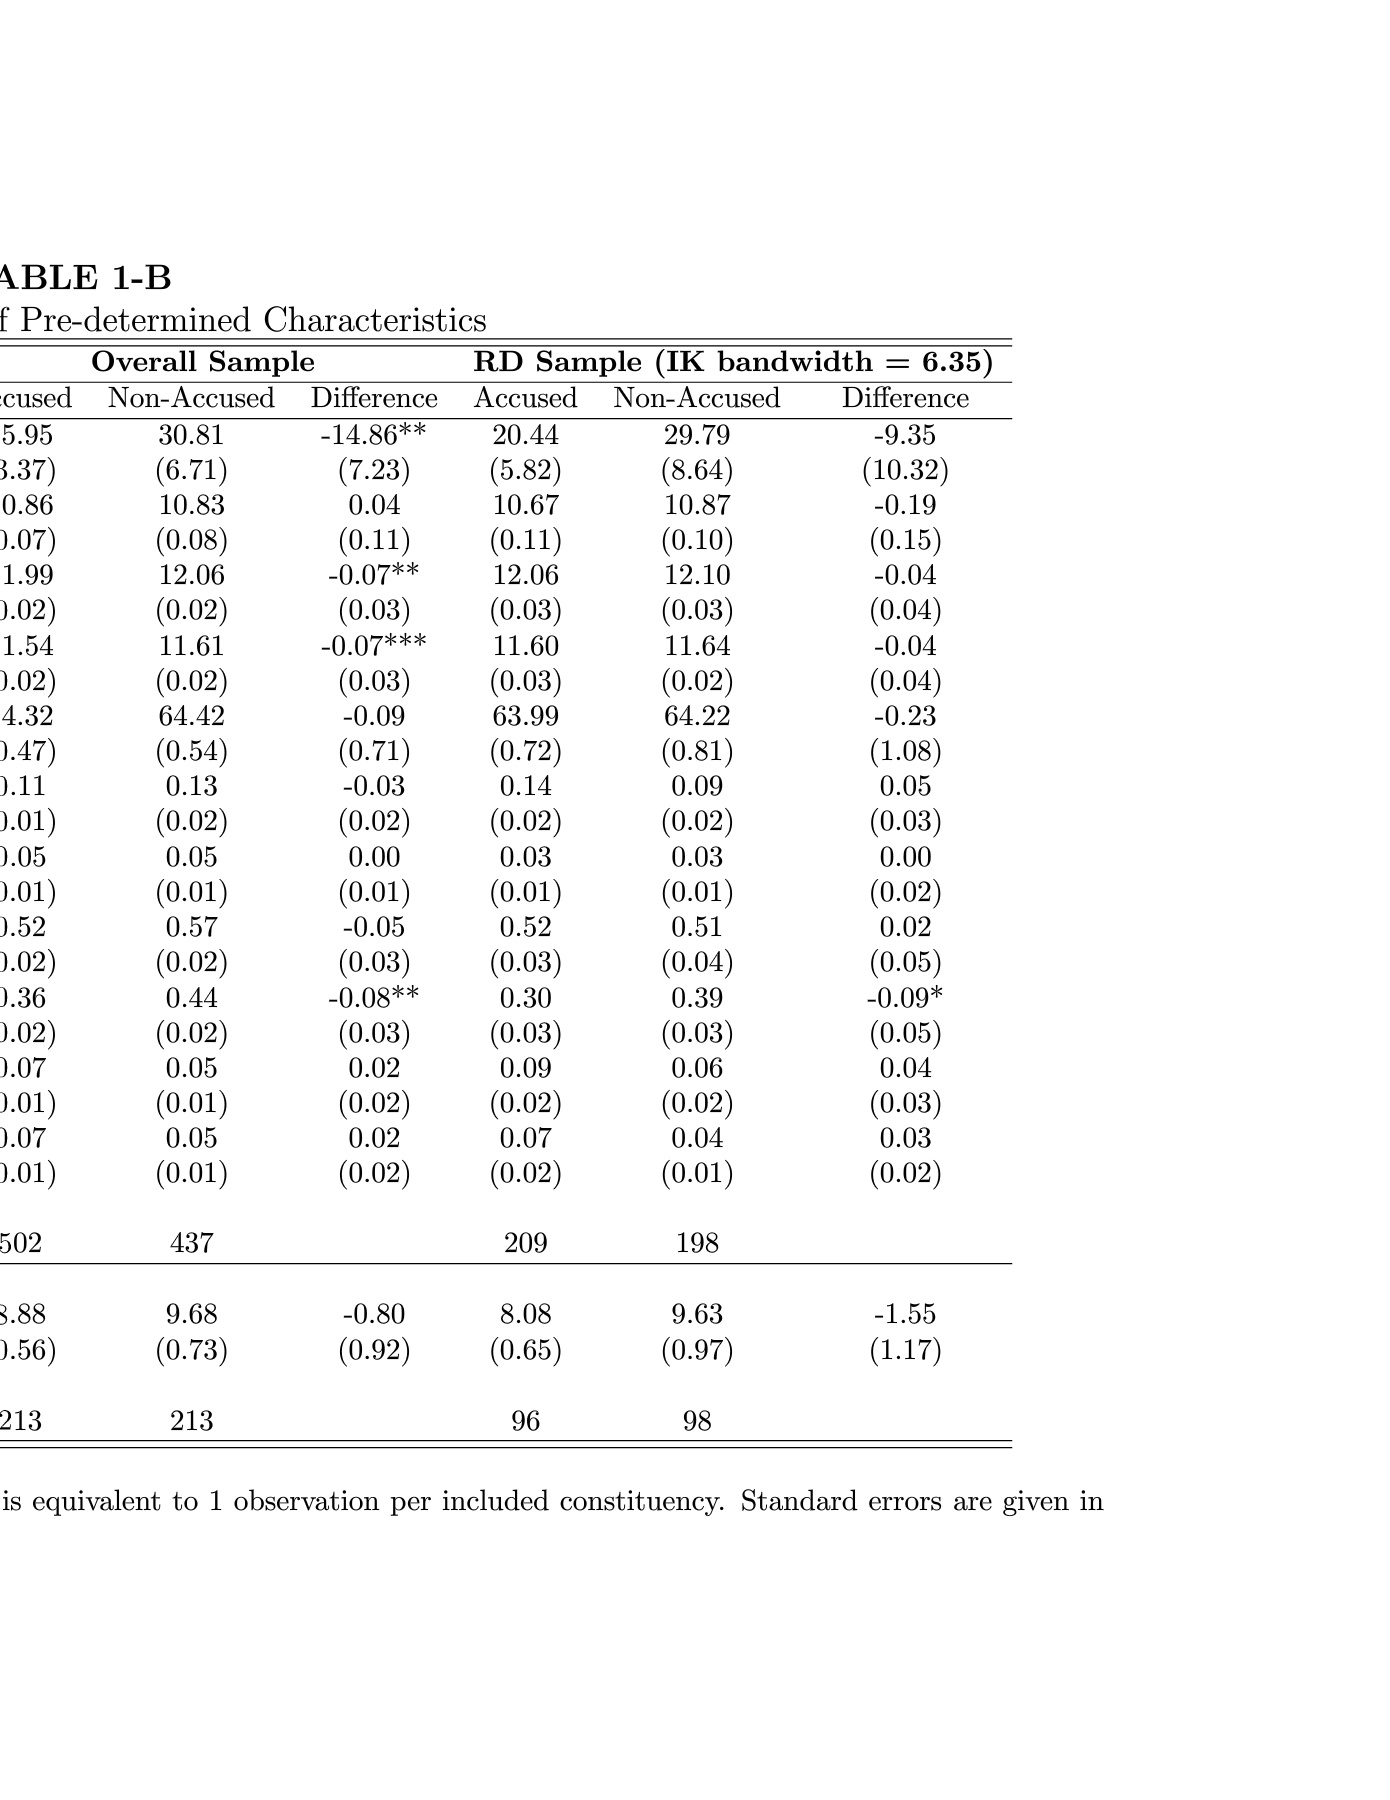 ABLE 1-B
f Pre-determined Characteristics
Overall Sample RD Sample (IK bandwidth = 6.35)
ccused Non-Accused Difference Accused Non-Accused Difference
5.95 30.81 -14.86** 20.44 29.79 -9.35
3.37) (6.71) (7.23) (5.82) (8.64) (10.32)
0.86 10.83 0.04 10.67 10.87 -0.19
0.07) (0.08) (0.11) (0.11) (0.10) (0.15)
1.99 12.06 -0.07** 12.06 12.10 -0.04
0.02) (0.02) (0.03) (0.03) (0.03) (0.04)
1.54 11.61 -0.07*** 11.60 11.64 -0.04
0.02) (0.02) (0.03) (0.03) (0.02) (0.04)
4.32 64.42 -0.09 63.99 64.22 -0.23
0.47) (0.54) (0.71) (0.72) (0.81) (1.08)
0.11 0.13 -0.03 0.14 0.09 0.05
0.01) (0.02) (0.02) (0.02) (0.02) (0.03)
0.05 0.05 0.00 0.03 0.03 0.00
0.01) (0.01) (0.01) (0.01) (0.01) (0.02)
0.52 0.57 -0.05 0.52 0.51 0.02
0.02) (0.02) (0.03) (0.03) (0.04) (0.05)
0.36 0.44 -0.08** 0.30 0.39 -0.09*
0.02) (0.02) (0.03) (0.03) (0.03) (0.05)
0.07 0.05 0.02 0.09 0.06 0.04
0.01) (0.01) (0.02) (0.02) (0.02) (0.03)
0.07 0.05 0.02 0.07 0.04 0.03
0.01) (0.01) (0.02) (0.02) (0.01) (0.02)
502 437 209 198
8.88 9.68 -0.80 8.08 9.63 -1.55
0.56) (0.73) (0.92) (0.65) (0.97) (1.17)
213 213 96 98
is equivalent to 1 observation per included constituency. Standard errors are given in